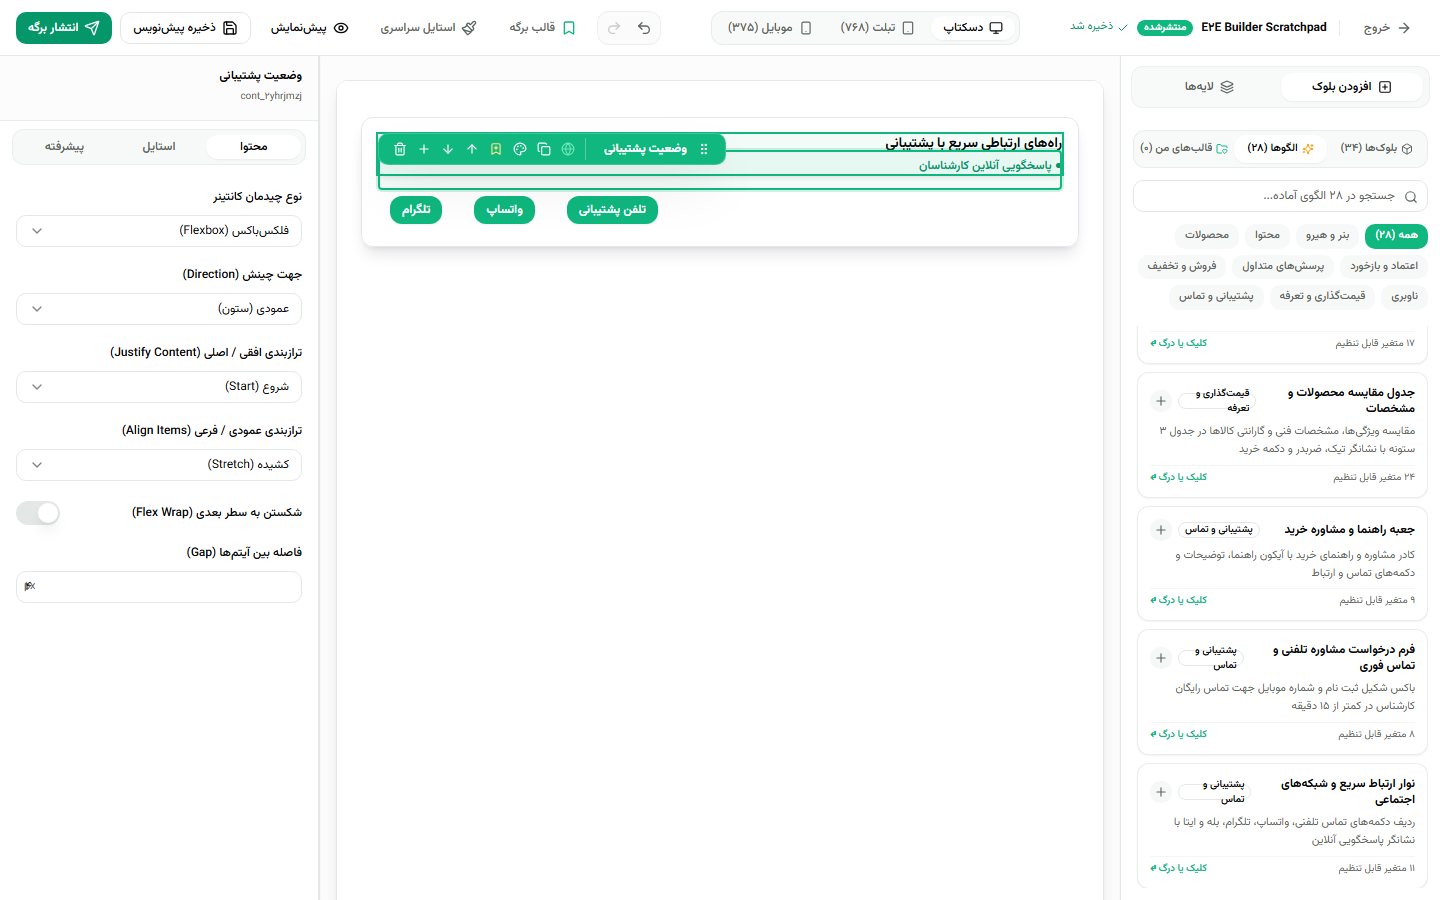 خروج
E2E Builder Scratchpad
منتشرشده
ذخیره شد
دسکتاپ
تبلت (۷۶۸)
موبایل (۳۷۵)
قالب برگه
استایل سراسری
پیش‌نمایش
ذخیره پیش‌نویس
انتشار برگه
افزودن بلوک
لایه‌ها
بلوک‌ها (۳۴)
الگوها (۲۸)
قالب‌های من (۰)
جستجو در ۲۸ الگوی آماده...
همه (۲۸)
بنر و هیرو
محتوا
محصولات
اعتماد و بازخورد
پرسش‌های متداول
فروش و تخفیف
ناوبری
قیمت‌گذاری و تعرفه
پشتیبانی و تماس
۱۷ متغیر قابل تنظیم
کلیک یا درگ
جدول مقایسه محصولات و
مشخصات
قیمت‌گذاری و
تعرفه
مقایسه ویژگی‌ها، مشخصات فنی و گارانتی کالاها در جدول ۳
ستونه با نشانگر تیک، ضربدر و دکمه خرید
۲۴ متغیر قابل تنظیم
کلیک یا درگ
جعبه راهنما و مشاوره خرید
پشتیبانی و تماس
کادر مشاوره و راهنمای خرید با آیکون راهنما، توضیحات و
دکمه‌های تماس و ارتباط
۹ متغیر قابل تنظیم
کلیک یا درگ
فرم درخواست مشاوره تلفنی و
تماس فوری
پشتیبانی و
تماس
باکس شکیل ثبت نام و شماره موبایل جهت تماس رایگان
کارشناس در کمتر از ۱۵ دقیقه
۸ متغیر قابل تنظیم
کلیک یا درگ
نوار ارتباط سریع و شبکه‌های
اجتماعی
پشتیبانی و
تماس
ردیف دکمه‌های تماس تلفنی، واتساپ، تلگرام، بله و ایتا با
نشانگر پاسخگویی آنلاین
۱۱ متغیر قابل تنظیم
کلیک یا درگ
راه‌های ارتباطی سریع با پشتیبانی
وضعیت پشتیبانی
● پاسخگویی آنلاین کارشناسان
تلفن پشتیبانی
واتساپ
تلگرام
وضعیت پشتیبانی
cont_2yhrjmzj
محتوا
استایل
پیشرفته
نوع چیدمان کانتینر
فلکس‌باکس (Flexbox)
جهت چینش (Direction)
عمودی (ستون)
ترازبندی افقی / اصلی (Justify Content)
شروع (Start)
ترازبندی عمودی / فرعی (Align Items)
کشیده (Stretch)
شکستن به سطر بعدی (Flex Wrap)
فاصله بین آیتم‌ها (Gap)